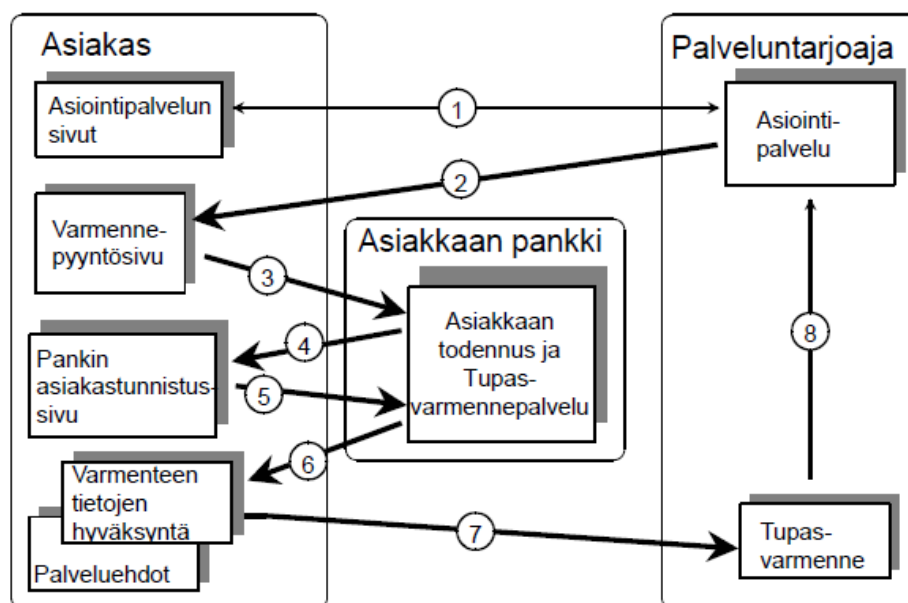 Asiakas
Palveluntarjoaja
Asiointipalvelun
sivut
1
Asiointi-
palvelu
2
Varmenne-
pyyntösivu
3
Asiakkaan pankki
Asiakkaan
todennus ja
Tupas-
varmennepalvelu
4
Pankin
asiakastunnistus-
sivu
5
8
6
Varmenteen
tietojen
hyväksyntä
7
Tupas-
varmenne
Palveluehdot